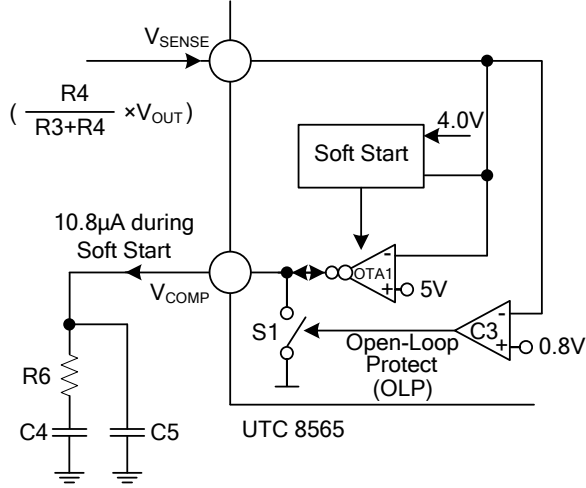 VSENSE
( R4 / R3+R4 ×VOUT)
4.0V
Soft Start
10.8µA during
Soft Start
VCOMP
-
OTA1
+
5V
S1
-
C3
+
0.8V
Open-Loop
Protect
(OLP)
R6
C4
C5
UTC 8565